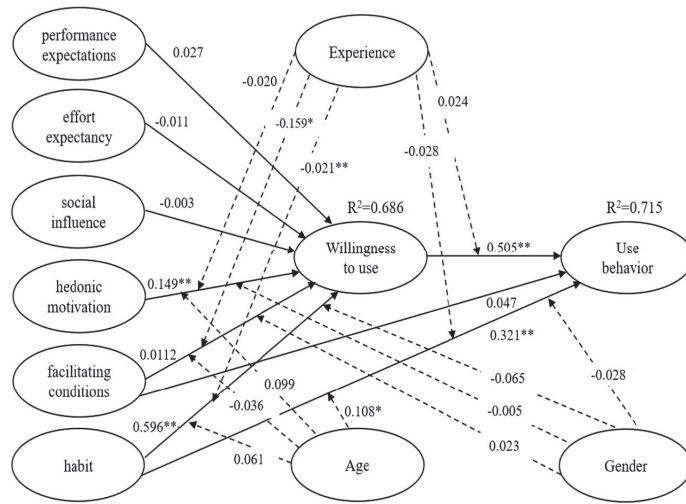 performance
expectations
0.027
Experience
-0.020
0.024
effort
expectancy
-0.011
-0.159*
-0.028
-0.021**
social
influence
-0.003
R²=0.686
R²=0.715
Willingness
to use
0.505**
Use
behavior
hedonic
motivation
0.149**
0.047
0.321**
facilitating
conditions
0.0112
0.099
-0.065
-0.028
-0.036
-0.005
0.596**
0.108*
habit
0.061
Age
0.023
Gender